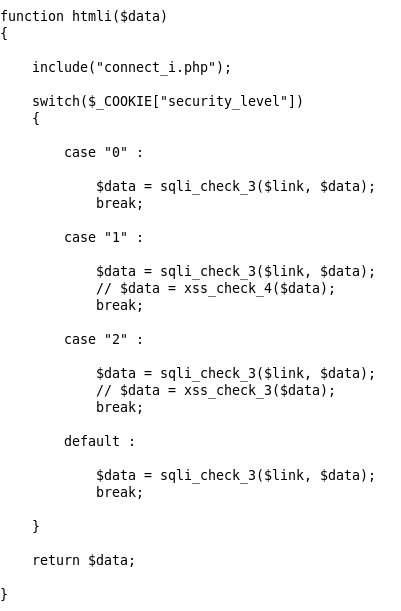 function htmli($data)
{
include("connect_i.php");
switch($_COOKIE["security_level"])
{
case "0" :
$data = sqli_check_3($link, $data);
break;
case "1" :
$data = sqli_check_3($link, $data);
// $data = xss_check_4($data);
break;
case "2" :
$data = sqli_check_3($link, $data);
// $data = xss_check_3($data);
break;
default :
$data = sqli_check_3($link, $data);
break;
}
return $data;
}